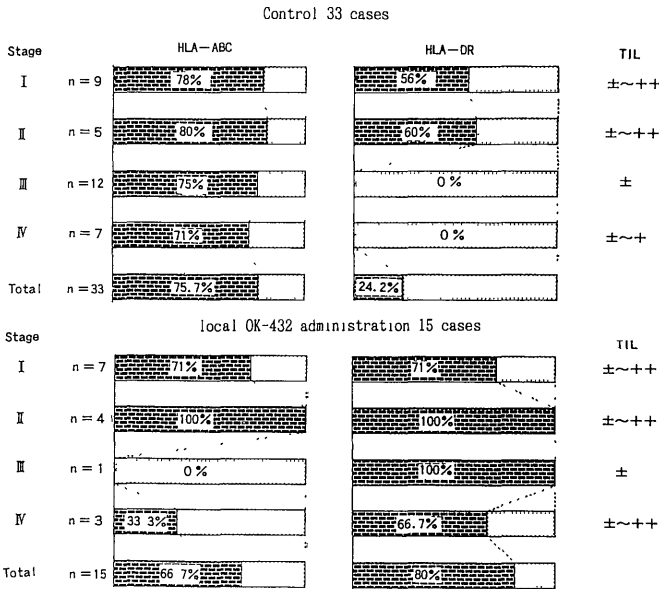 Control 33 cases
Stage HLA-ABC HLA-DR TIL
I n = 9 78% 56% ±~++
II n = 5 80% 60% ±~++
III n = 12 75% 0 % ±
IV n = 7 71% 0 % ±~+
Total n = 33 75.7% 24.2%
local OK-432 administration 15 cases
Stage TIL
I n = 7 71% 71% ±~++
II n = 4 100% 100% ±~++
III n = 1 0 % 100% ±
IV n = 3 33 3% 66.7% ±~++
Total n = 15 66 7% 80%